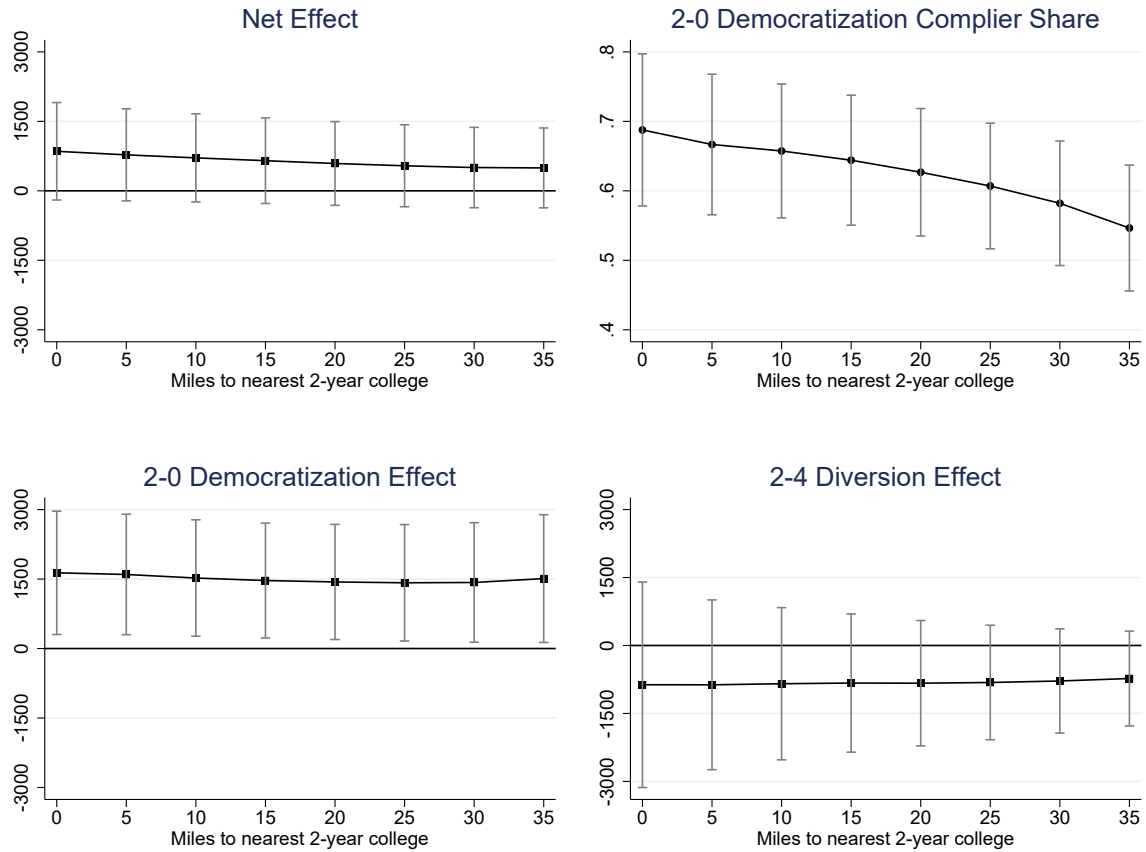 Net Effect
3000
1500
0
-1500
-3000
0 5 10 15 20 25 30 35
Miles to nearest 2-year college
2-0 Democratization Complier Share
.8
.7
.6
.5
.4
0 5 10 15 20 25 30 35
Miles to nearest 2-year college
2-0 Democratization Effect
3000
1500
0
-1500
-3000
0 5 10 15 20 25 30 35
Miles to nearest 2-year college
2-4 Diversion Effect
3000
1500
0
-1500
-3000
0 5 10 15 20 25 30 35
Miles to nearest 2-year college